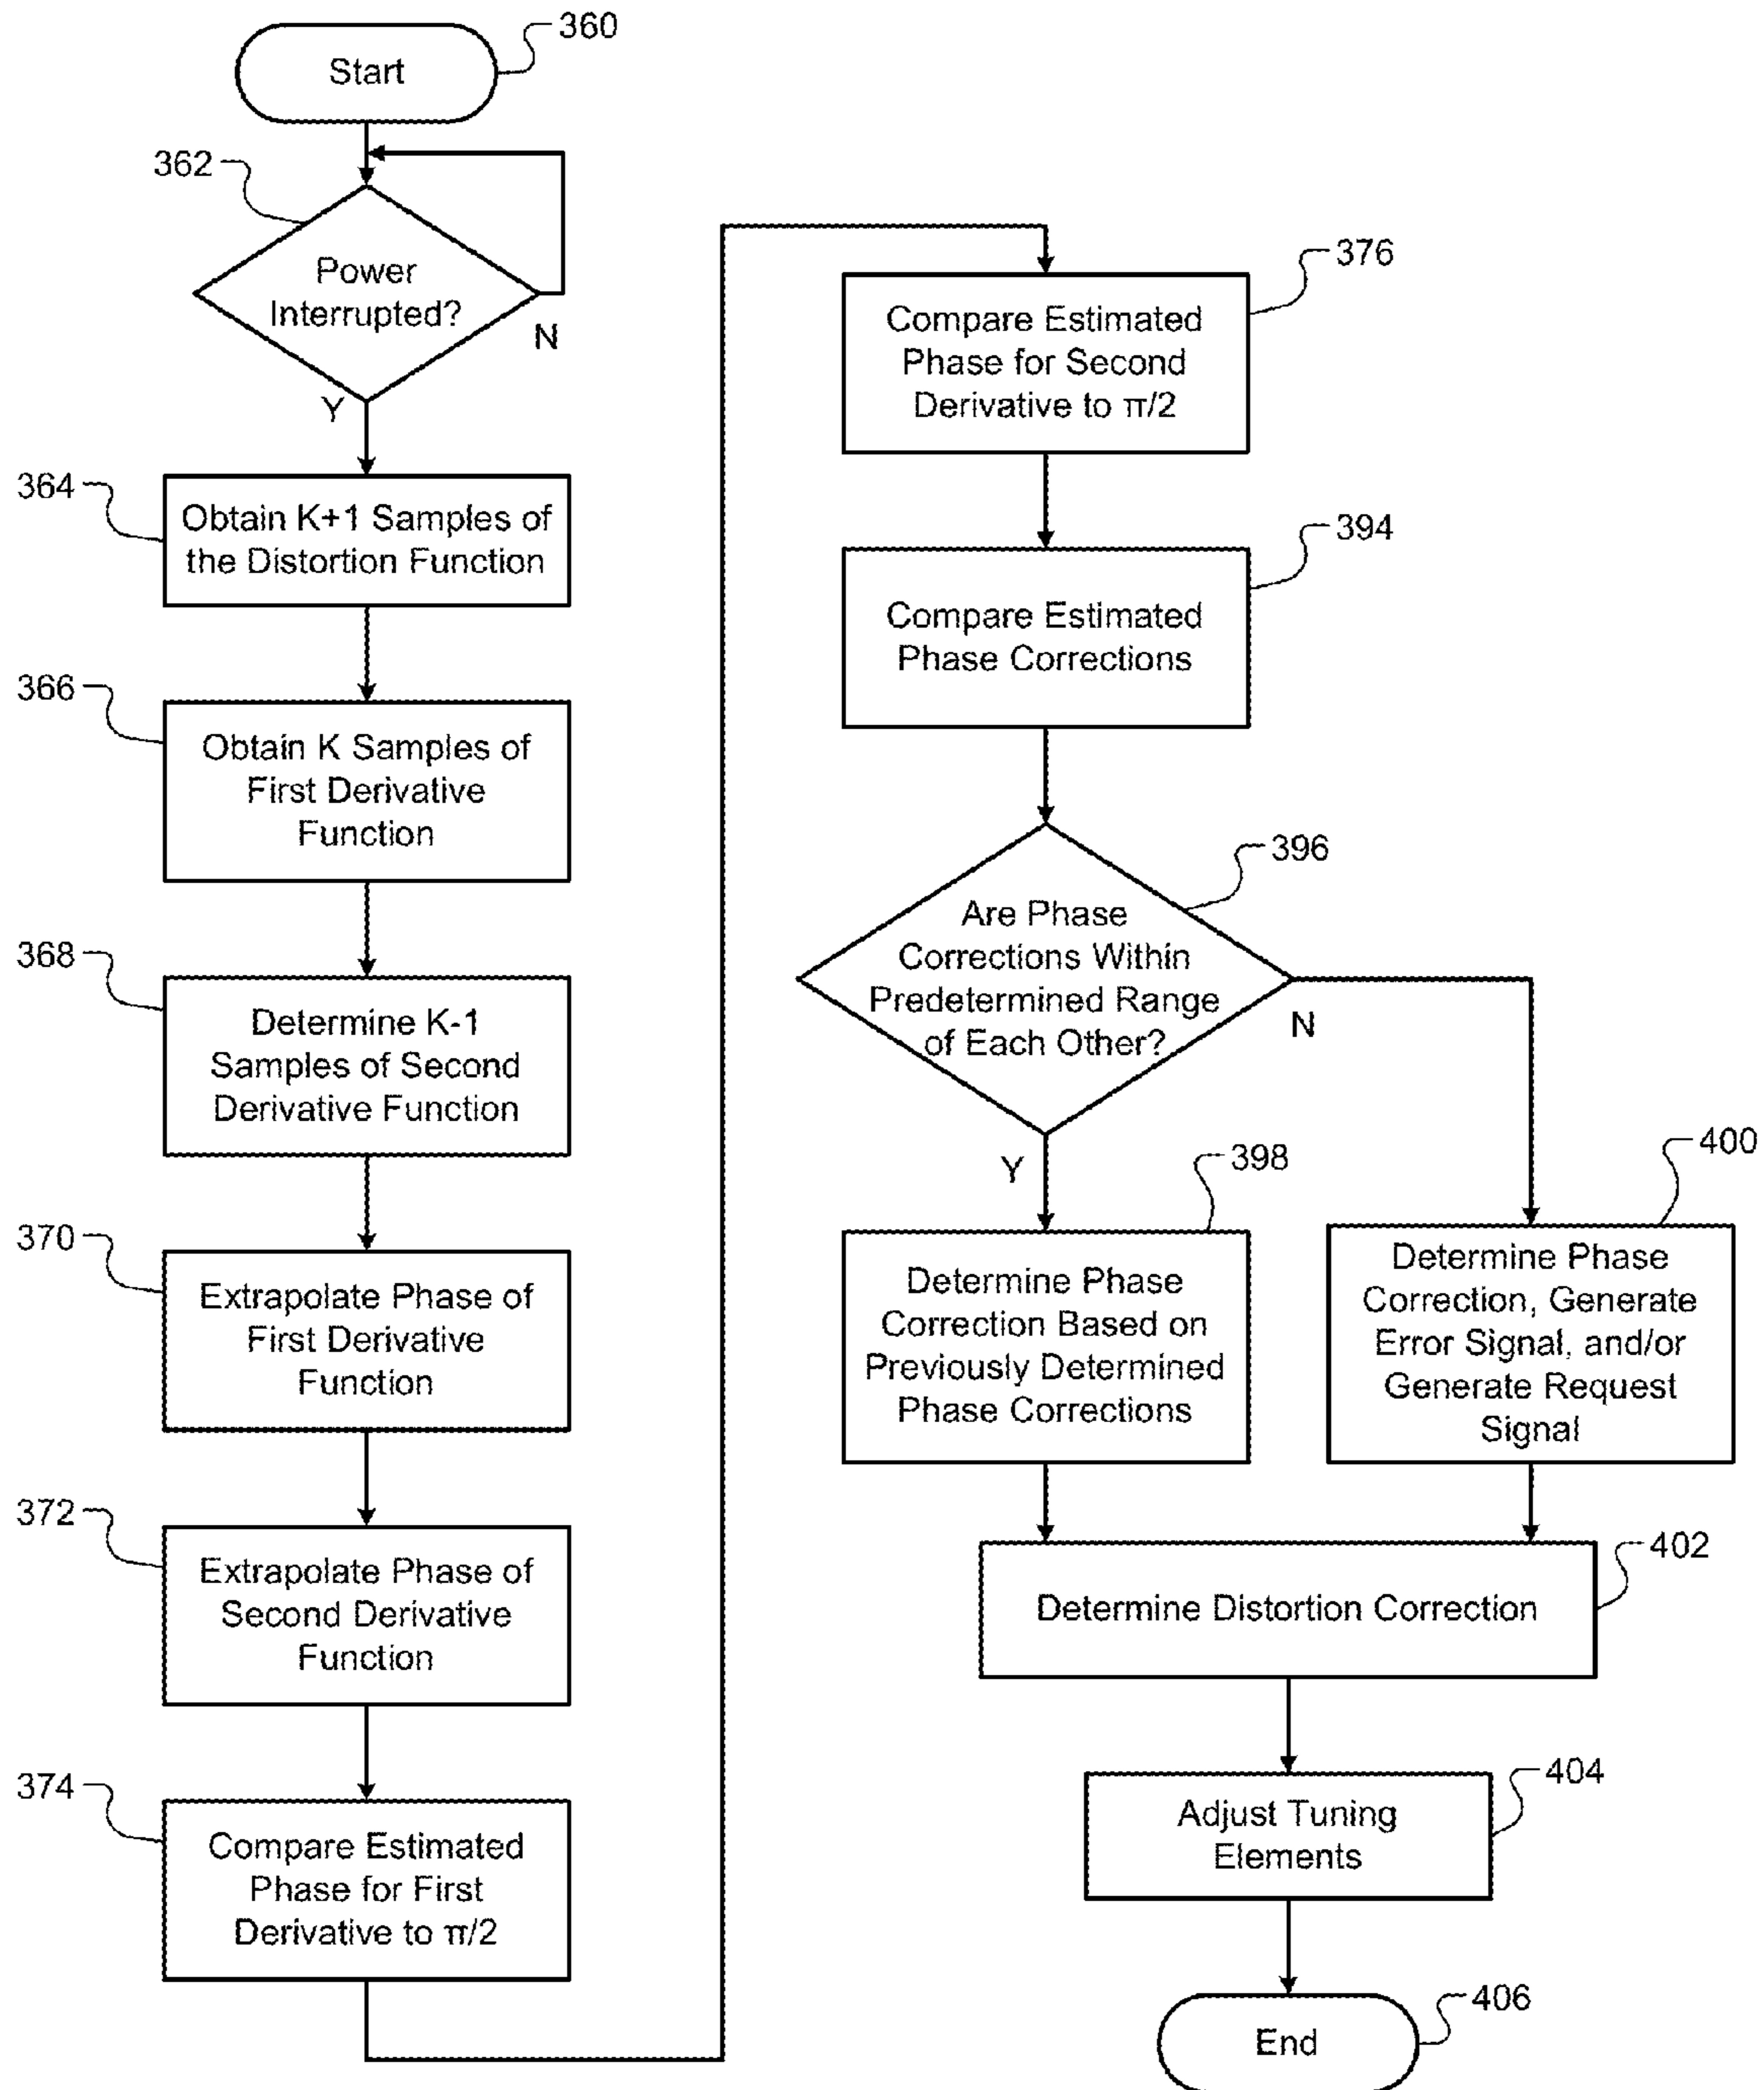 360
Start
362
Power
Interrupted?
N
Y
364
Obtain K+1 Samples of
the Distortion Function
366
Obtain K Samples of
First Derivative
Function
368
Determine K-1
Samples of Second
Derivative Function
370
Extrapolate Phase of
First Derivative
Function
372
Extrapolate Phase of
Second Derivative
Function
374
Compare Estimated
Phase for First
Derivative to π/2
376
Compare Estimated
Phase for Second
Derivative to π/2
394
Compare Estimated
Phase Corrections
396
Are Phase
Corrections Within
Predetermined Range
of Each Other?
N
Y
398
Determine Phase
Correction Based on
Previously Determined
Phase Corrections
400
Determine Phase
Correction, Generate
Error Signal, and/or
Generate Request
Signal
402
Determine Distortion Correction
404
Adjust Tuning
Elements
406
End